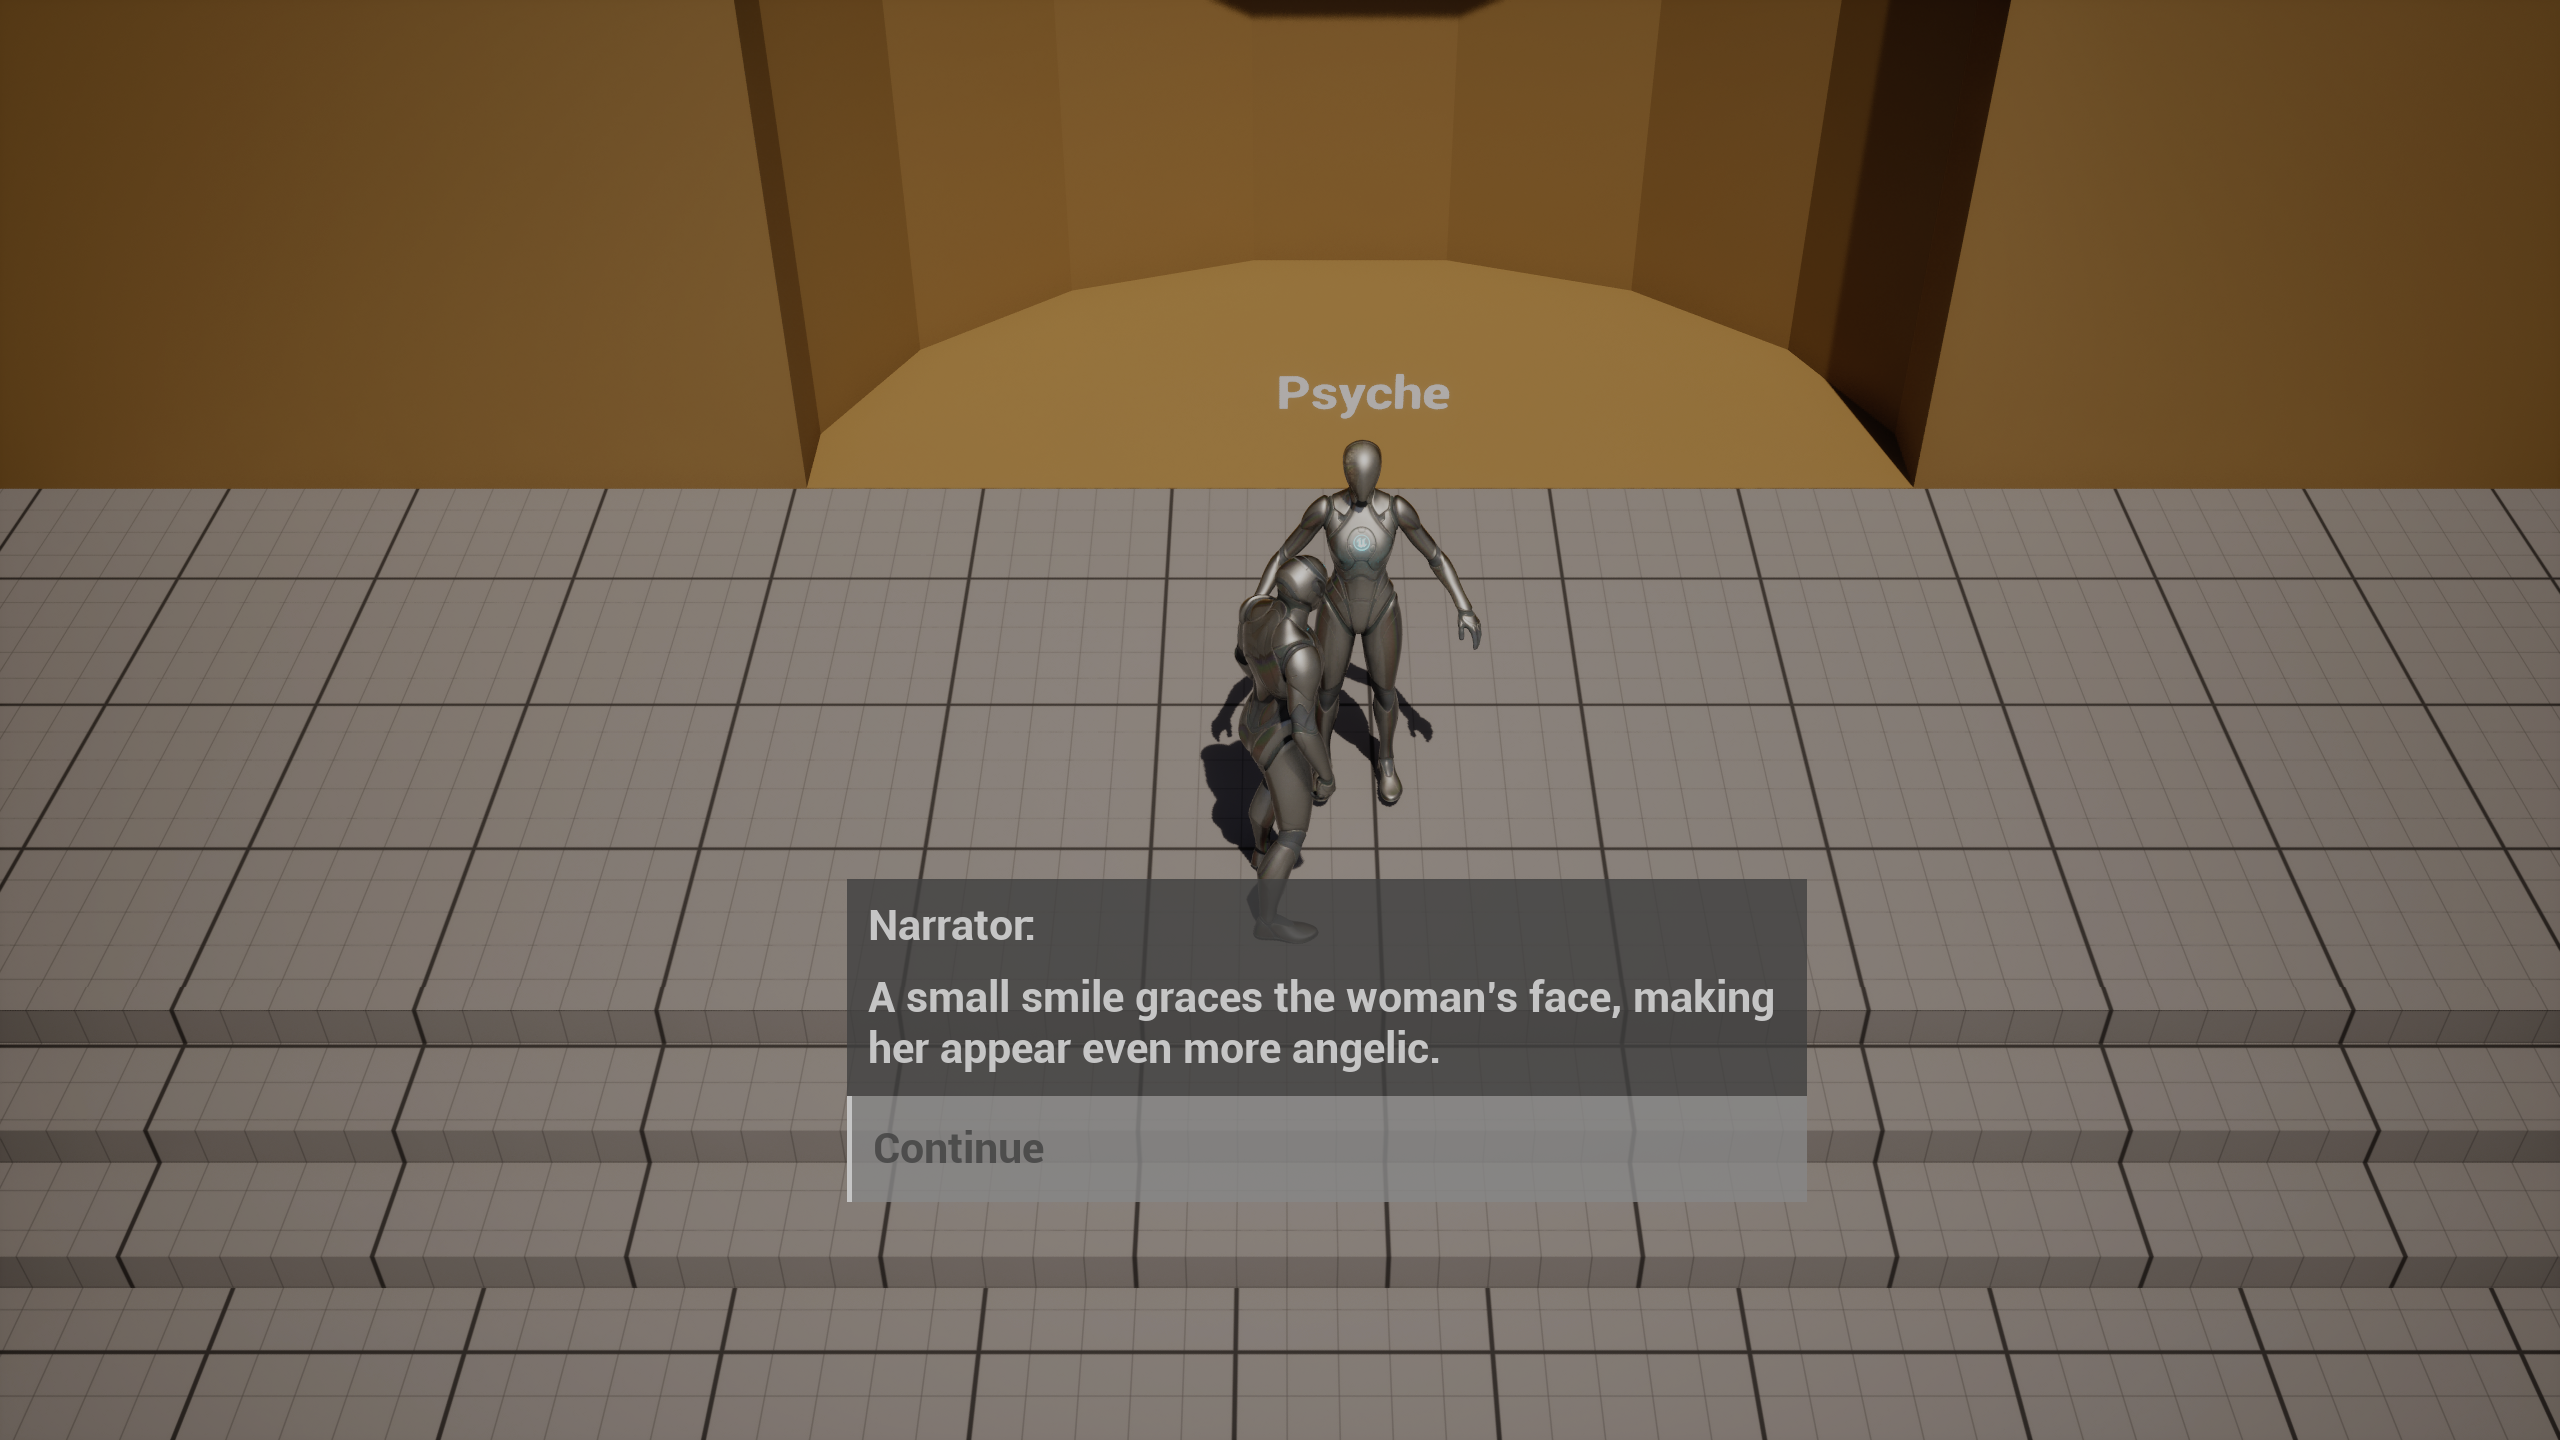 Psyche
Narrator:
A small smile graces the woman's face, making
her appear even more angelic.
Continue